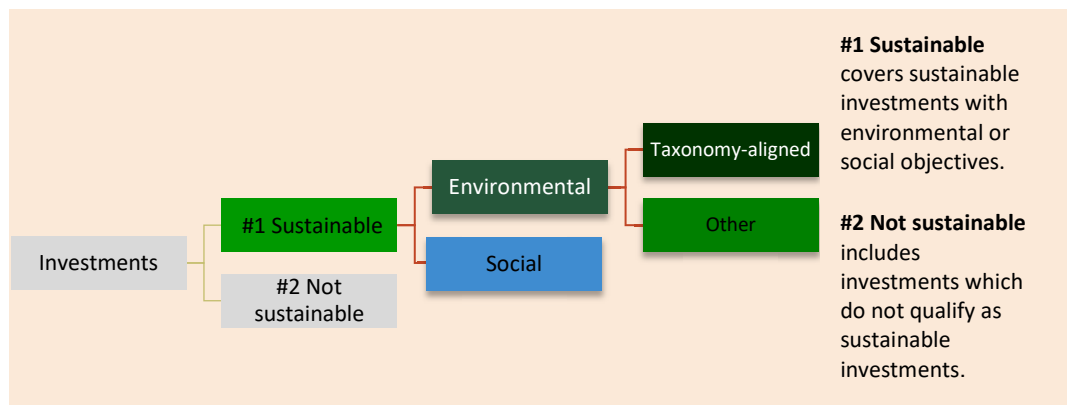 Investments
#1 Sustainable
#2 Not
sustainable
Environmental
Social
Taxonomy-aligned
Other
#1 Sustainable
covers sustainable
investments with
environmental or
social objectives.
#2 Not sustainable
includes
investments which
do not qualify as
sustainable
investments.